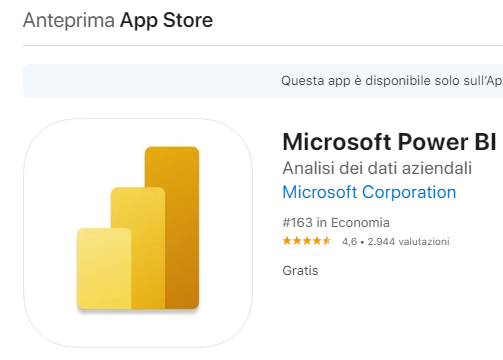 Anteprima App Store
Questa app è disponibile solo sull'Ap
Microsoft Power BI
Analisi dei dati aziendali
Microsoft Corporation
#163 in Economia
4,6 • 2.944 valutazioni
Gratis